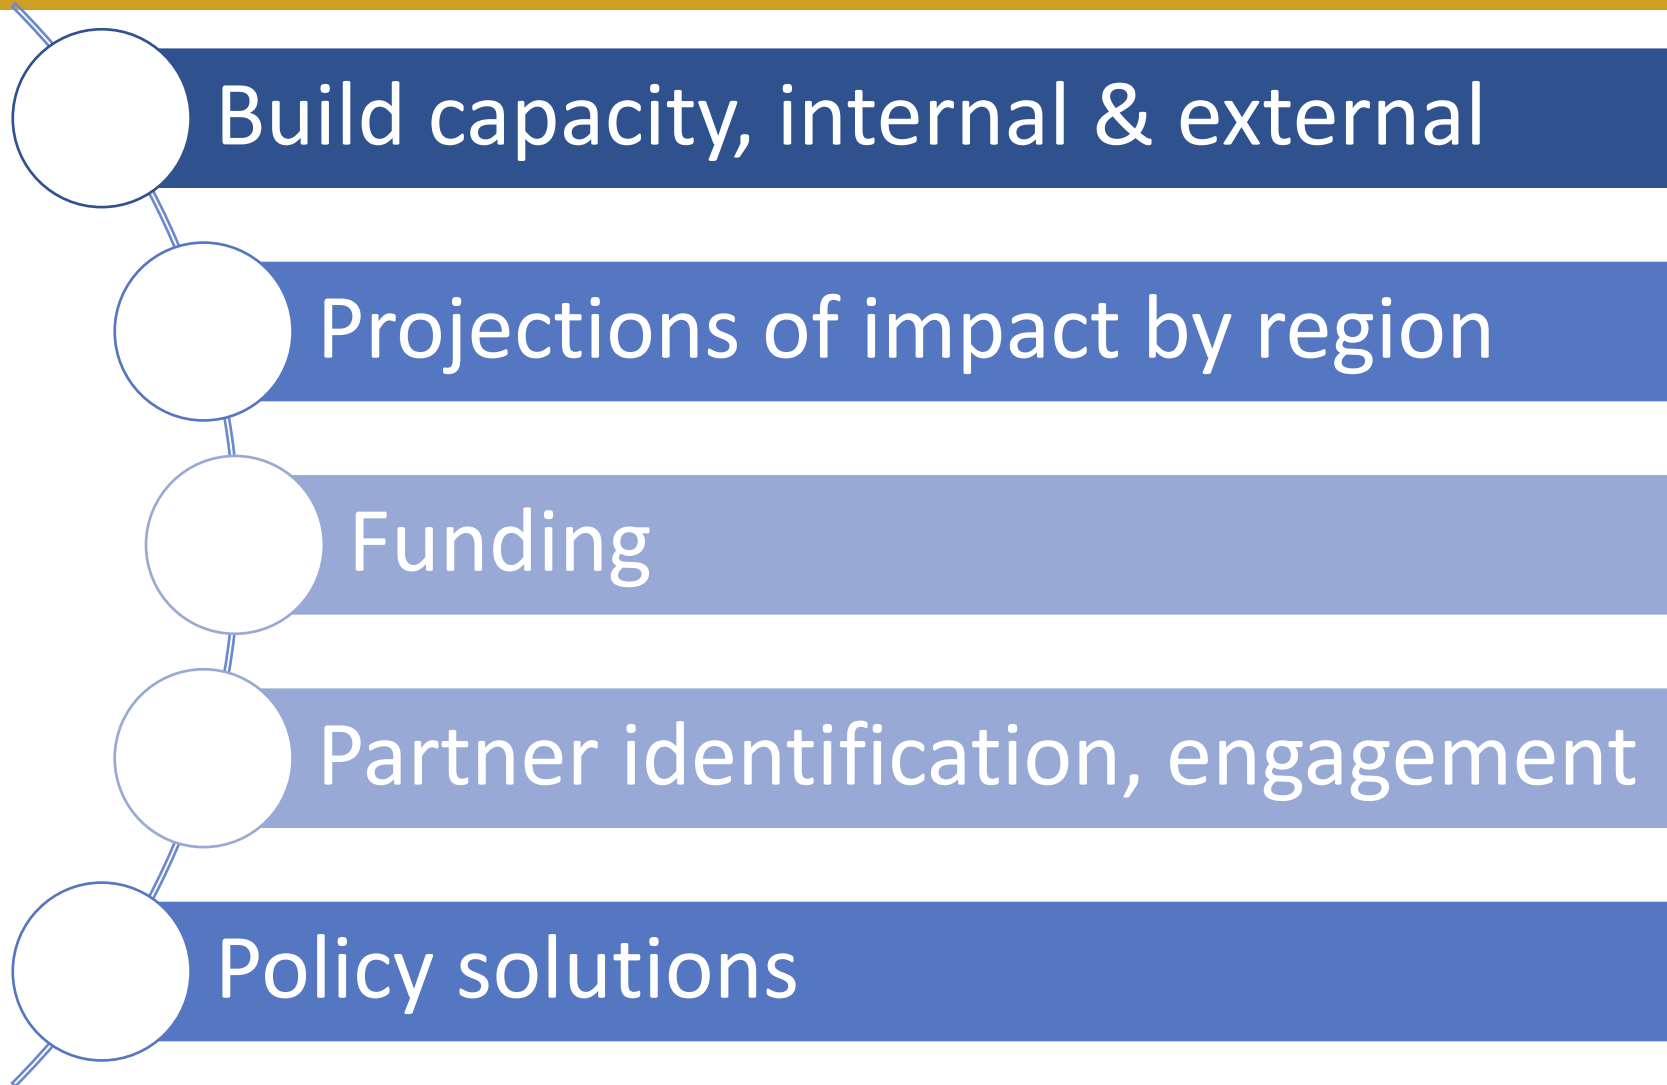 Build capacity, internal & external
Projections of impact by region
Funding
Partner identification, engagement
Policy solutions